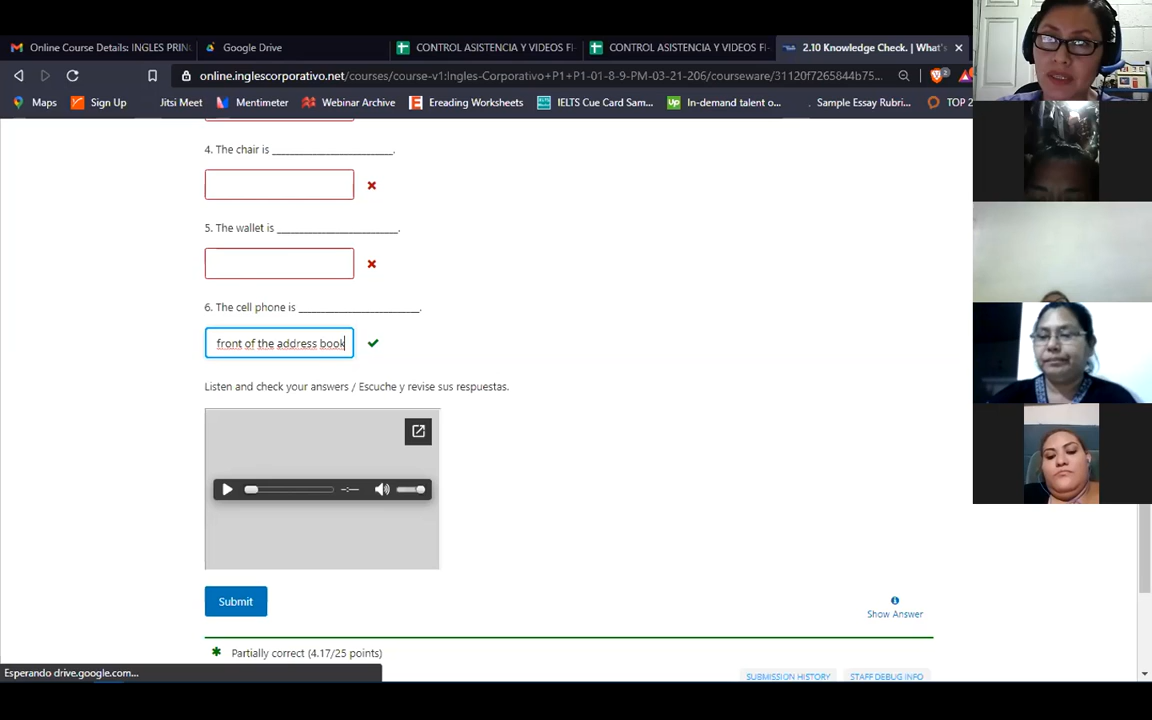 Online Course Details: INGLES PRIN
Google Drive
CONTROL ASISTENCIA Y VIDEOS FI-
CONTROL ASISTENCIA Y VIDEOS FI-
2.10 Knowledge Check. | What's
online.inglescorporativo.net/courses/course-v1:Ingles-Corporativo+P1+P1-01-8-9-PM-03-21-206/courseware/31120f7265844b75...
Maps
Sign Up
Jitsi Meet
Mentimeter
Webinar Archive
Ereading Worksheets
IELTS Cue Card Sam...
In-demand talent o...
Sample Essay Rubri...
TOP 2
4. The chair is ________________________.
5. The wallet is ________________________.
6. The cell phone is ________________________.
front of the address book
Listen and check your answers / Escuche y revise sus respuestas.
-:--
Submit
Show Answer
Partially correct (4.17/25 points)
Esperando drive.google.com...
SUBMISSION HISTORY
STAFF DEBUG INFO